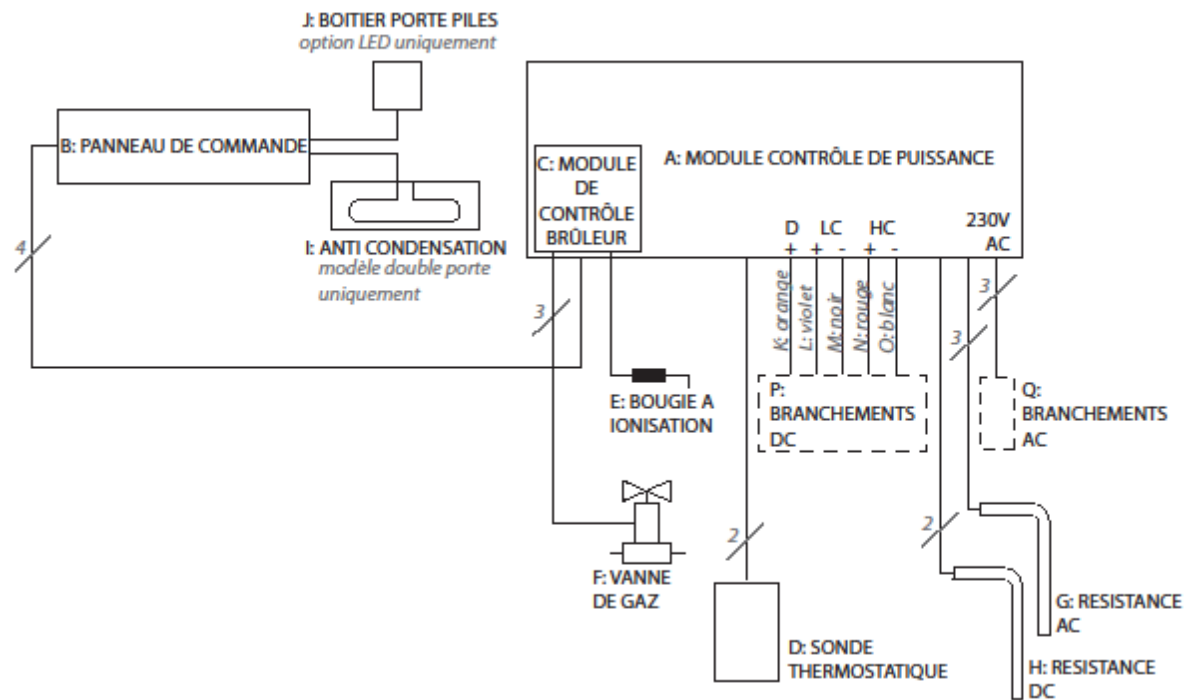 J: BOITIER PORTE PILES
option LED uniquement
B: PANNEAU DE COMMANDE
A: MODULE CONTRÔLE DE PUISSANCE
C: MODULE
DE
CONTRÔLE
BRÛLEUR
I: ANTI CONDENSATION
modèle double porte
uniquement
D LC HC
+ + - + -
230V
AC
4
3
K: orange
L: violet
M: noir
N: rouge
O: blanc
3
3
E: BOUGIE A
IONISATION
P:
BRANCHEMENTS
DC
Q:
BRANCHEMENTS
AC
2
2
F: VANNE
DE GAZ
G: RESISTANCE
AC
D: SONDE
THERMOSTATIQUE
H: RESISTANCE
DC